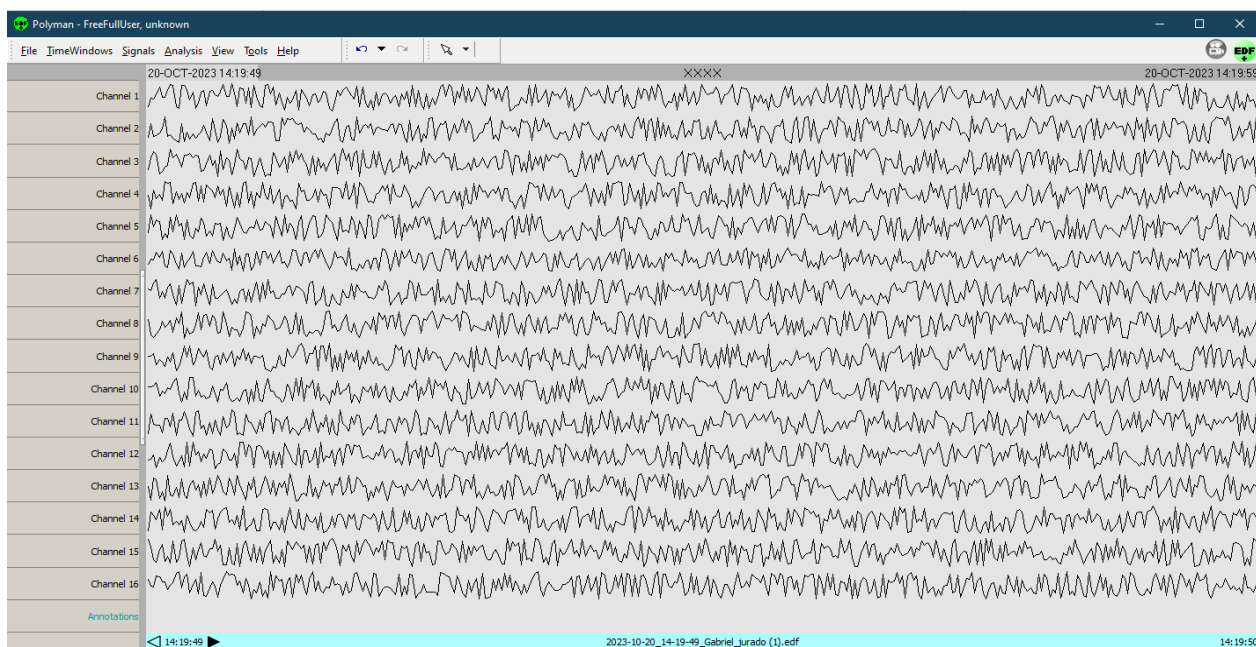 Polyman - FreeFullUser, unknown
File TimeWindows Signals Analysis View Tools Help
EDF
20-OCT-2023 14:19:49 XXXX 20-OCT-2023 14:19:59
Channel 1
Channel 2
Channel 3
Channel 4
Channel 5
Channel 6
Channel 7
Channel 8
Channel 9
Channel 10
Channel 11
Channel 12
Channel 13
Channel 14
Channel 15
Channel 16
Annotations
14:19:49 2023-10-20_14-19-49_Gabriel_jurado (1).edf 14:19:50